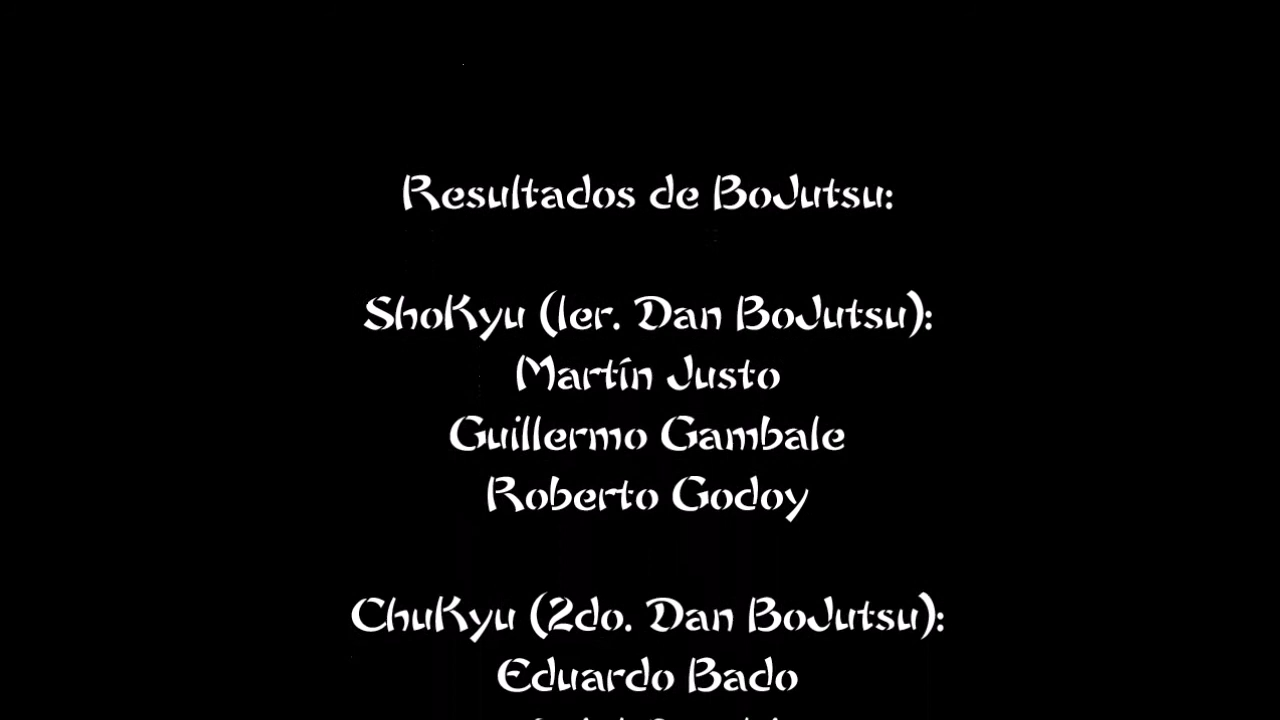 Resultados de BoJutsu:
ShoKyu (1er. Dan BoJutsu):
Martín Justo
Guillermo Gambale
Roberto Godoy
ChuKyu (2do. Dan BoJutsu):
Eduardo Bado